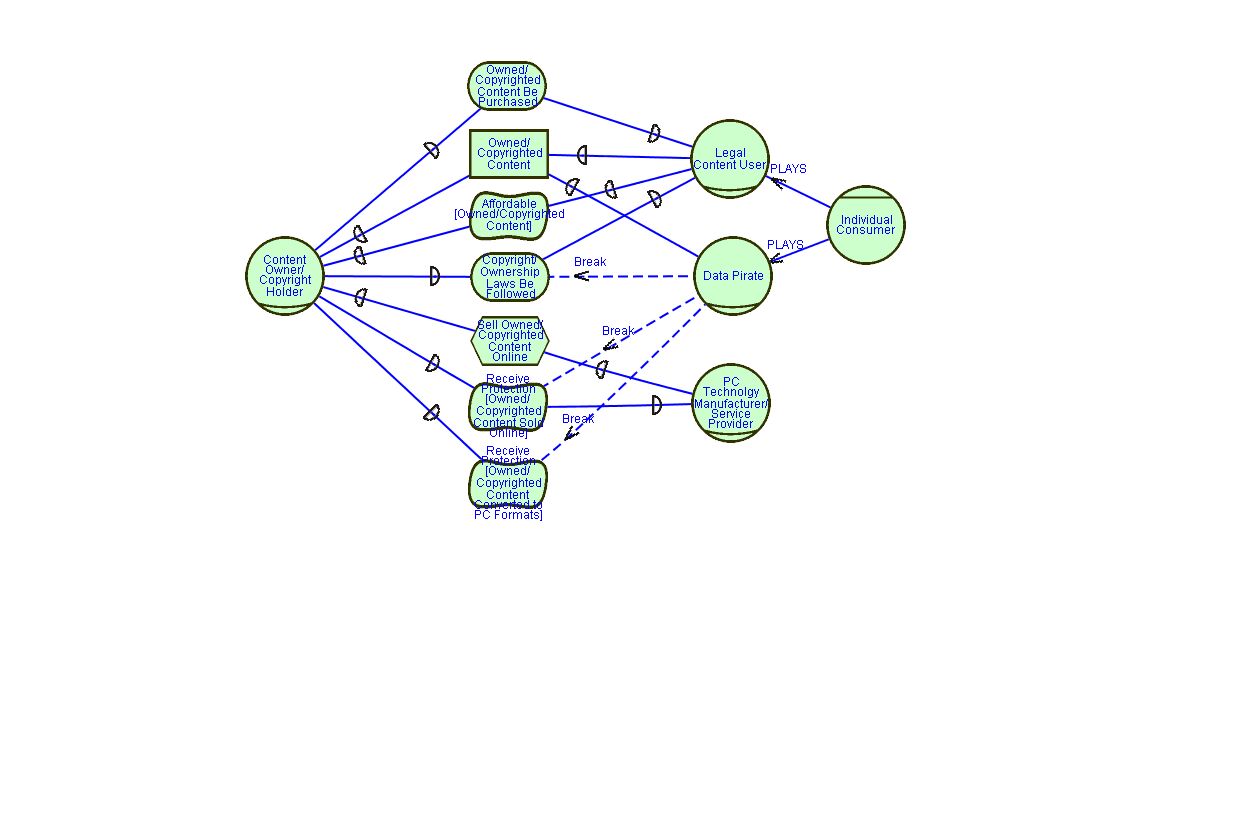 Owned/
Copyrighted
Content Be
Purchased
Owned/
Copyrighted
Content
Affordable
[Owned/Copyrighted
Content]
Copyright/
Ownership
Laws Be
Followed
Sell Owned/
Copyrighted
Content
Online
Receive
Protection
[Owned/
Copyrighted
Content Sold
Online]
Receive
Protection
[Owned/
Copyrighted
Content
Converted to
PC Formats]
Content
Owner/
Copyright
Holder
Break
Break
Break
Legal
Content User
Data Pirate
PC
Technolgy
Manufacturer/
Service
Provider
PLAYS
PLAYS
Individual
Consumer